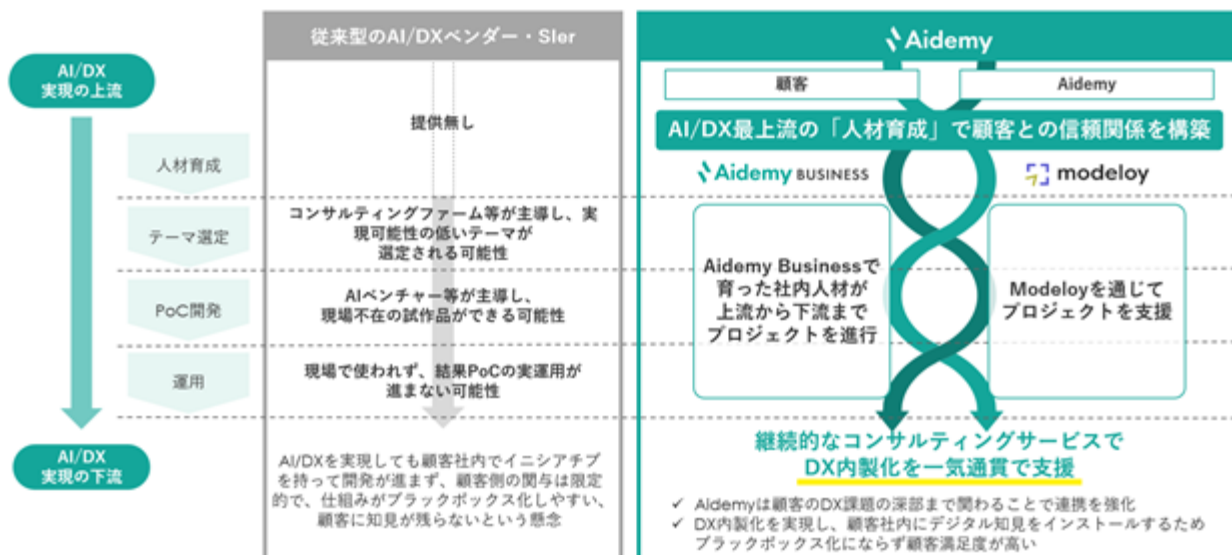 従来型のAI/DXベンダー・SIer
Aidemy
AI/DX
実現の上流
顧客
Aidemy
提供無し
AI/DX最上流の「人材育成」で顧客との信頼関係を構築
人材育成
Aidemy BUSINESS
modeloy
テーマ選定
コンサルティングファーム等が主導し、実
現可能性の低いテーマが
選定される可能性
Aidemy Businessで
育った社内人材が
上流から下流まで
プロジェクトを進行
Modeloyを通じて
プロジェクトを支援
PoC開発
AIベンチャー等が主導し、
現場不在の試作品ができる可能性
運用
現場で使われず、結果PoCの実運用が
進まない可能性
AI/DX
実現の下流
AI/DXを実現しても顧客社内でイニシアチブ
を持って開発が進まず、顧客側の関与は限定
的で、仕組みがブラックボックス化しやすい、
顧客に知見が残らないという懸念
継続的なコンサルティングサービスで
DX内製化を一気通貫で支援
✓ Aidemyは顧客のDX課題の深部まで関わることで連携を強化
✓ DX内製化を実現し、顧客社内にデジタル知見をインストールするため
ブラックボックス化にならず顧客満足度が高い